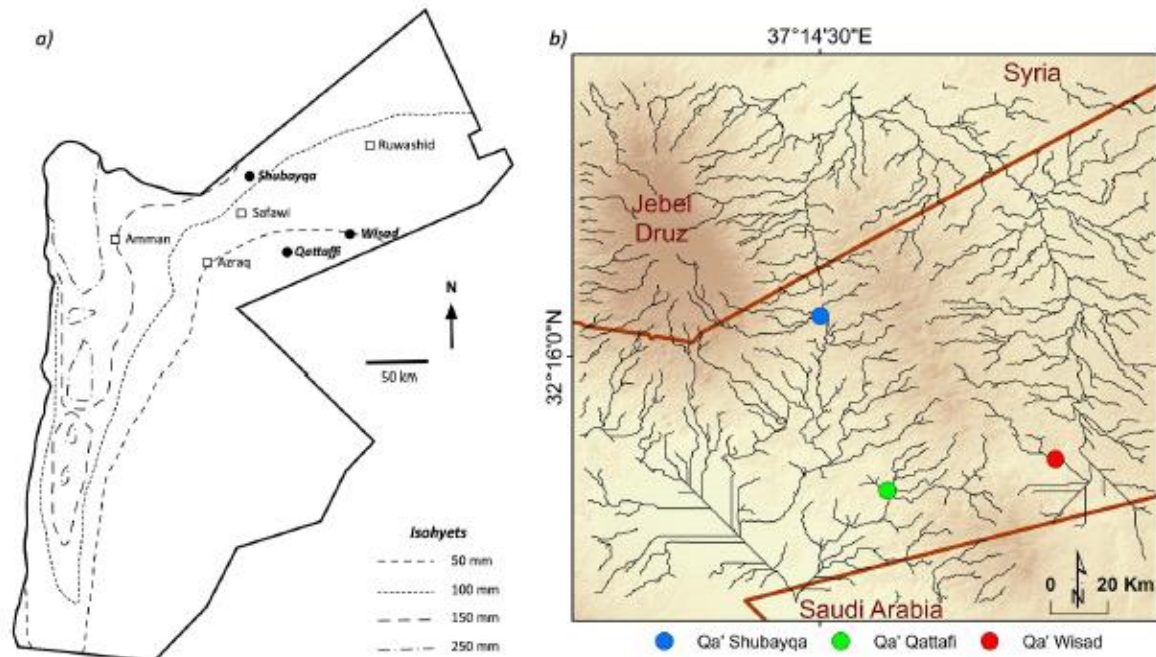 a)
Ruwashid
Shubayqa
Safawi
Amman
Wisad
Qattaffi
Azraq
N
50 km
Isohyets
50 mm
100 mm
150 mm
250 mm
b)
37°14'30"E
Syria
Jebel
Druz
32°16'0"N
N
0 20 Km
Saudi Arabia
Qa' Shubayqa Qa' Qattafi Qa' Wisad